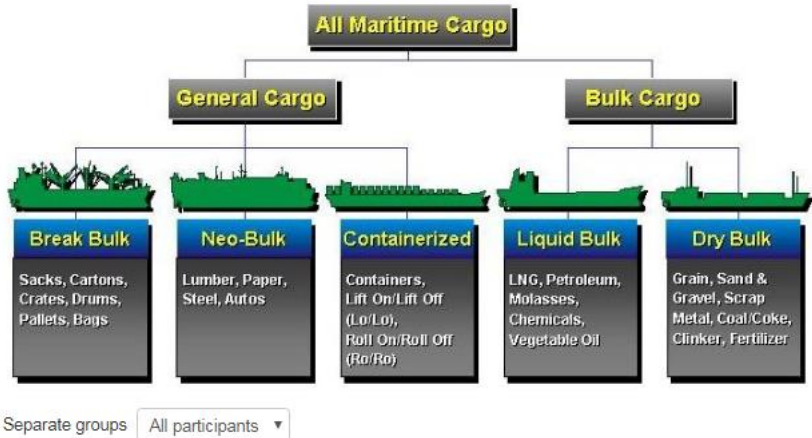 All Maritime Cargo
General Cargo
Bulk Cargo
Break Bulk
Sacks, Cartons,
Crates, Drums,
Pallets, Bags
Neo-Bulk
Lumber, Paper,
Steel, Autos
Containerized
Containers,
Lift On/Lift Off
(Lo/Lo),
Roll On/Roll Off
(Ro/Ro)
Liquid Bulk
LNG, Petroleum,
Molasses,
Chemicals,
Vegetable Oil
Dry Bulk
Grain, Sand &
Gravel, Scrap
Metal, Coal/Coke,
Clinker, Fertilizer
Separate groups All participants